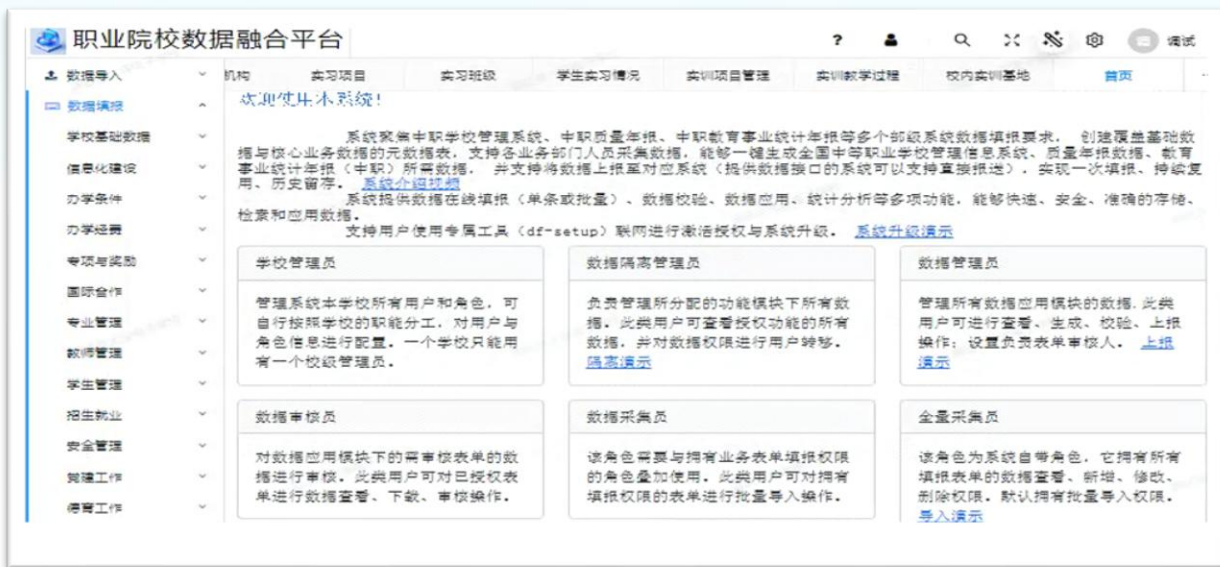 职业院校数据融合平台
? 调试
数据导入
机构 实习项目 实习班级 学生实习情况 实训项目管理 实训教学过程 校内实训基地 首页
数据填报
欢迎使用本系统!
学校基础数据
信息化建设
办学条件
办学经费
专项与奖励
国际合作
专业管理
教师管理
学生管理
招生就业
安全管理
党建工作
德育工作
系统聚焦中职学校管理系统、中职质量年报、中职教育事业统计年报等多个部级系统数据填报要求, 创建覆盖基础数
据与核心业务数据的元数据表,支持各业务部门人员采集数据,能够一键生成全国中等职业学校管理信息系统、质量年报数据、教育
事业统计年报(中职)所需数据, 并支持将数据上报至对应系统(提供数据接口的系统可以支持直接报送),实现一次填报、持续复
用、历史留存。 系统介绍视频
系统提供数据在线填报(单条或批量)、数据校验、数据应用、统计分析等多项功能,能够快速、安全、准确的存储、
检索和应用数据。
支持用户使用专属工具(df-setup)联网进行激活授权与系统升级。 系统升级演示
学校管理员
管理系统本学校所有用户和角色,可
自行按照学校的职能分工,对用户与
角色信息进行配置。一个学校只能用
有一个校级管理员。
数据隔离管理员
负责管理所分配的功能模块下所有数
据。此类用户可查看授权功能的所有
数据,并对数据权限进行用户转移。
隔离演示
数据管理员
管理所有数据应用模块的数据,此类
用户可进行查看、生成、校验、上报
操作;设置负责表单审核人。 上报
演示
数据审核员
对数据应用模块下的需审核表单的数
据进行审核。此类用户可对已授权表
单进行数据查看、下载、审核操作。
数据采集员
该角色需要与拥有业务表单填报权限
的角色叠加使用。此类用户可对拥有
填报权限的表单进行批量导入操作。
全量采集员
该角色为系统自带角色,它拥有所有
填报表单的数据查看、新增、修改、
删除权限。默认拥有批量导入权限。
导入演示